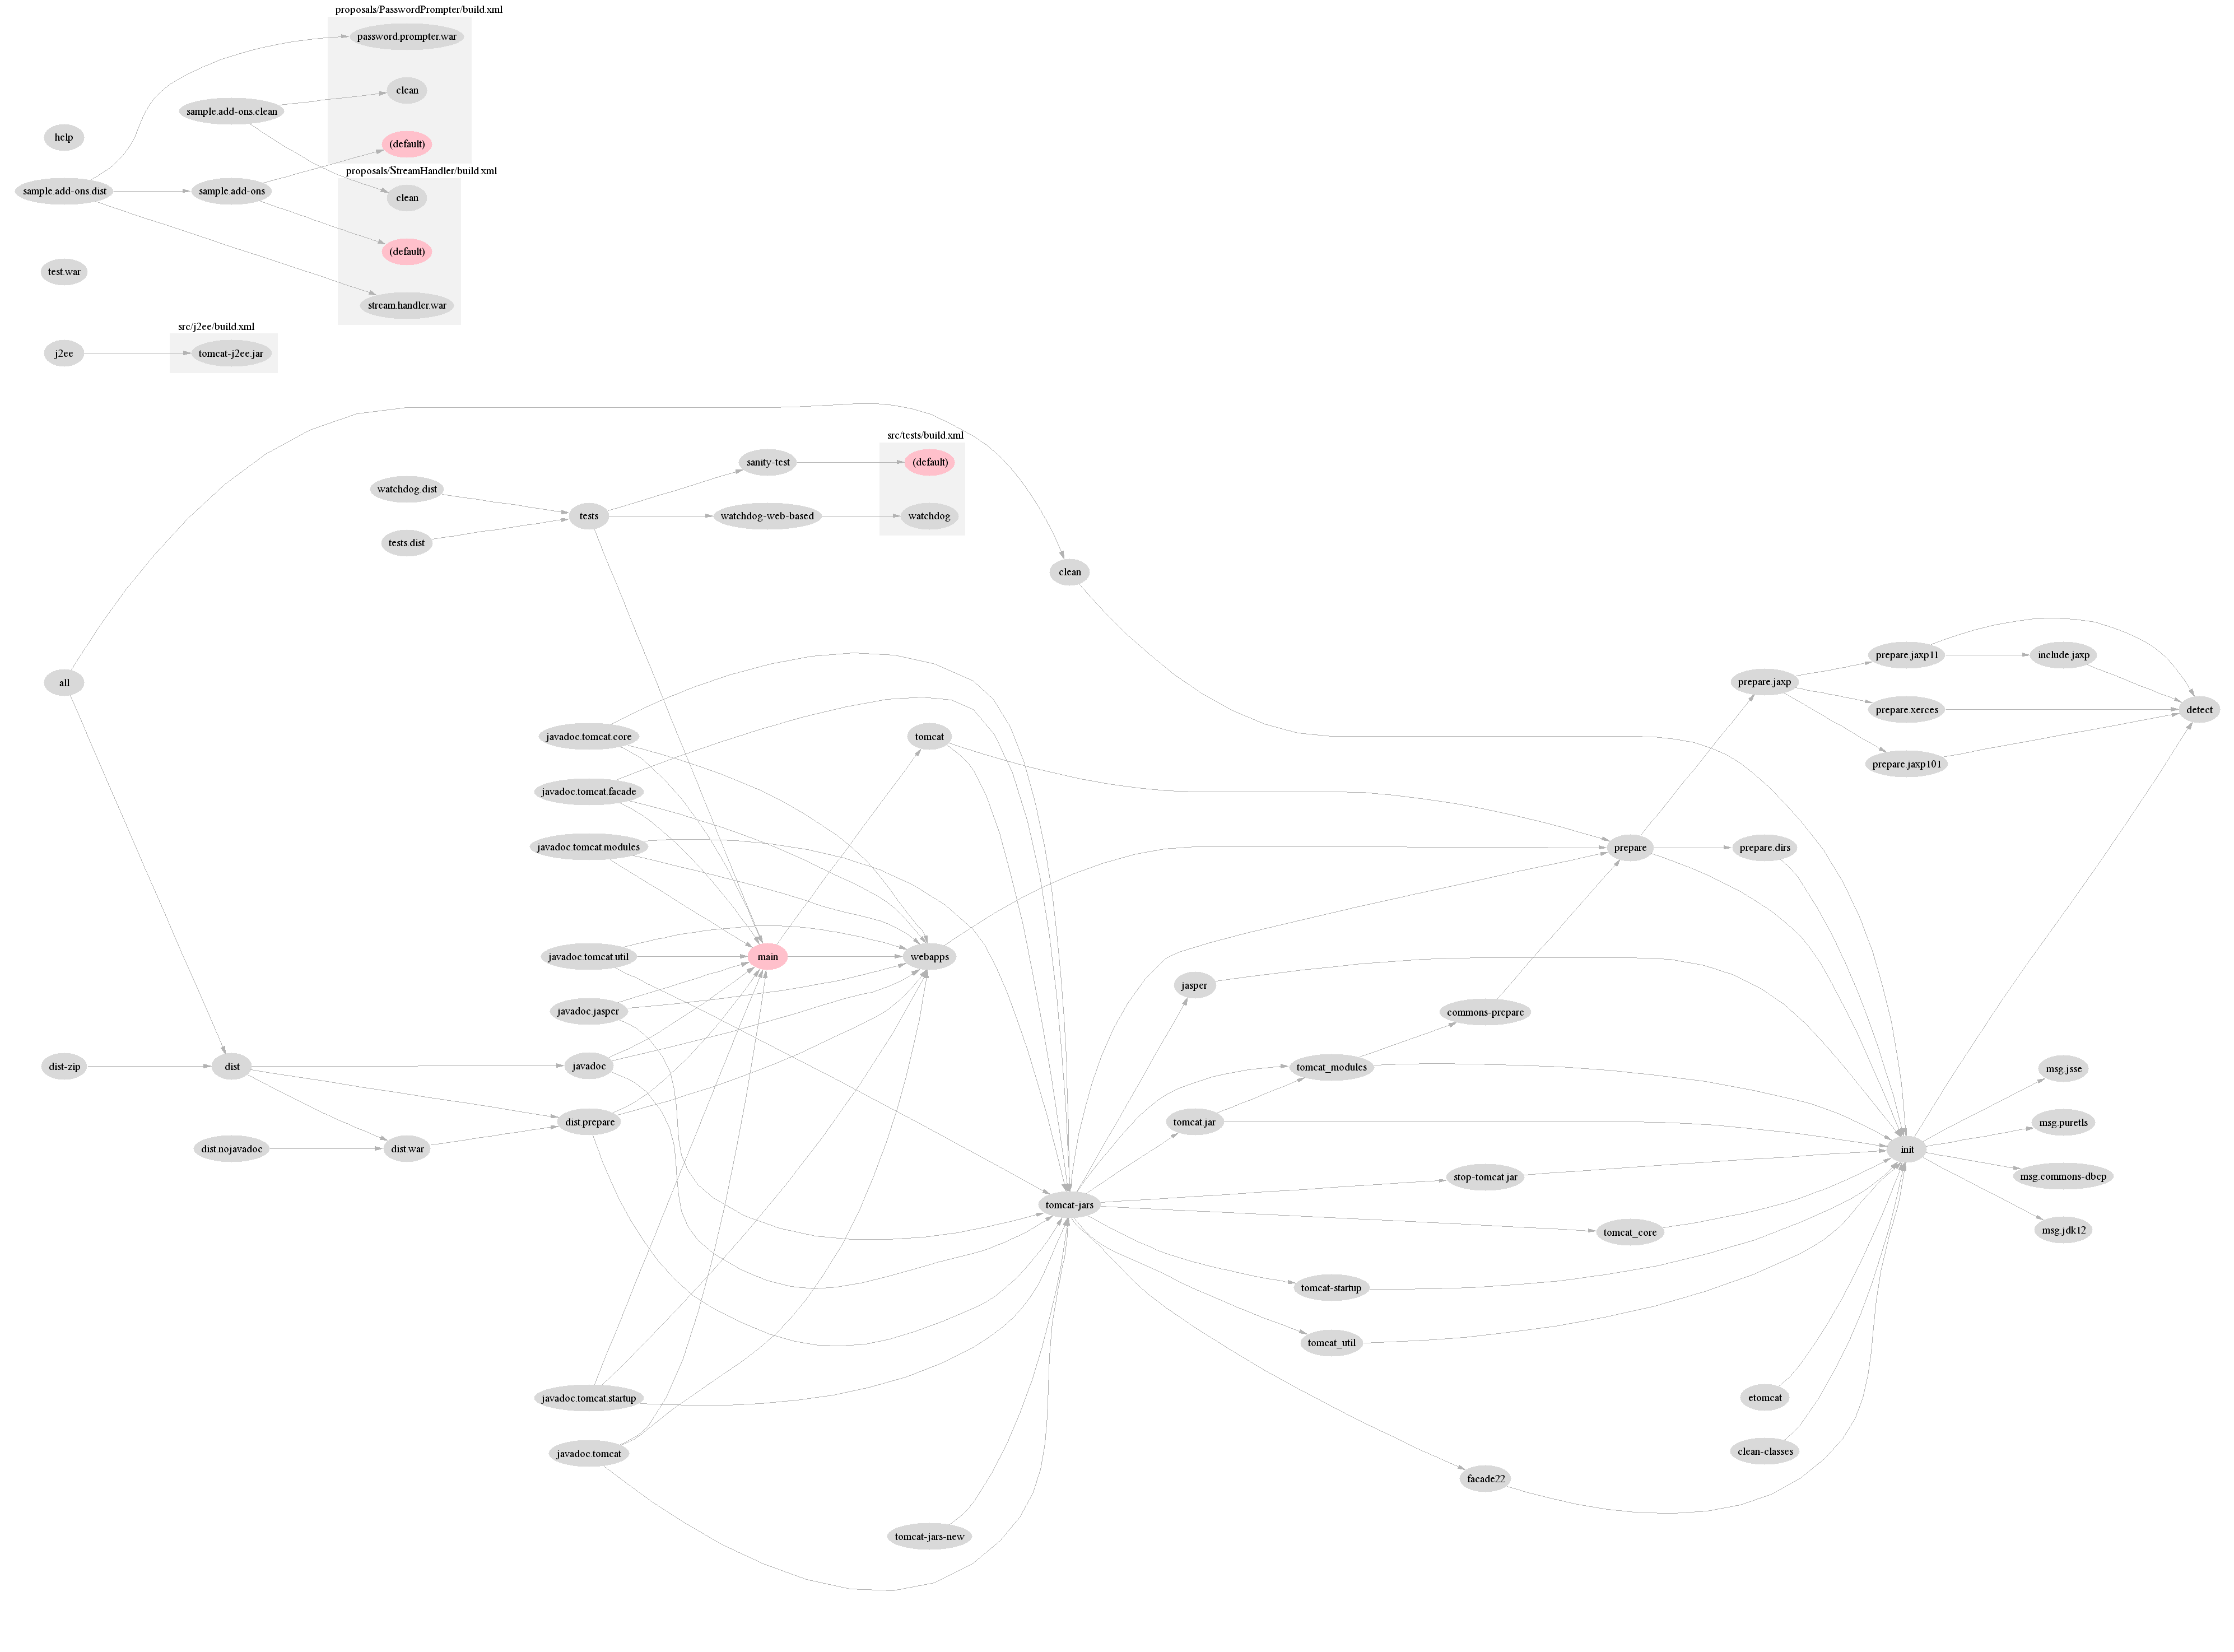 proposals/PasswordPrompter/build.xml
password.prompter.war
clean
sample.add-ons.clean
help
(default)
proposals/StreamHandler/build.xml
sample.add-ons.dist
sample.add-ons
clean
(default)
test.war
stream.handler.war
src/j2ee/build.xml
j2ee
tomcat-j2ee.jar
src/tests/build.xml
sanity-test
(default)
watchdog.dist
tests
watchdog-web-based
watchdog
tests.dist
clean
all
prepare.jaxp11
include.jaxp
prepare.jaxp
prepare.xerces
detect
javadoc.tomcat.core
tomcat
prepare.jaxp101
javadoc.tomcat.facade
javadoc.tomcat.modules
prepare
prepare.dirs
javadoc.tomcat.util
main
webapps
jasper
javadoc.jasper
commons-prepare
dist-zip
dist
javadoc
tomcat_modules
msg.jsse
dist.prepare
tomcat.jar
msg.puretls
dist.nojavadoc
dist.war
init
stop-tomcat.jar
msg.commons-dbcp
tomcat-jars
tomcat_core
msg.jdk12
tomcat-startup
tomcat_util
javadoc.tomcat.startup
etomcat
javadoc.tomcat
clean-classes
facade22
tomcat-jars-new